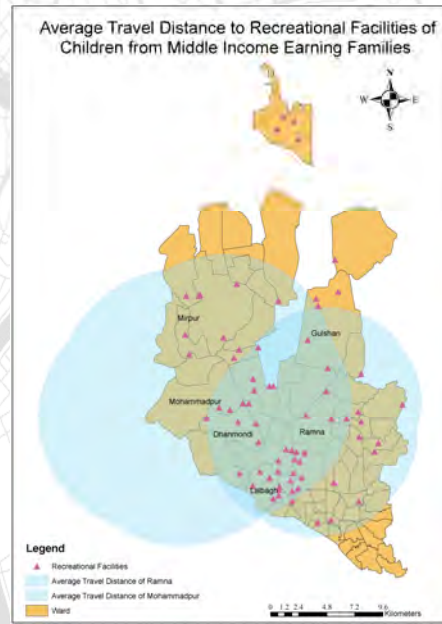 Average Travel Distance to Recreational Facilities of
Children from Middle Income Earning Families
N
W E
S
Mirpur
Gulshan
Mohammadpur
Dhanmondi
Ramna
Lalbagh
Legend
Recreational Facilities
Average Travel Distance of Ramna
Average Travel Distance of Mohammadpur
Ward
0 1.2 2.4 4.8 7.2 9.6
Kilometers